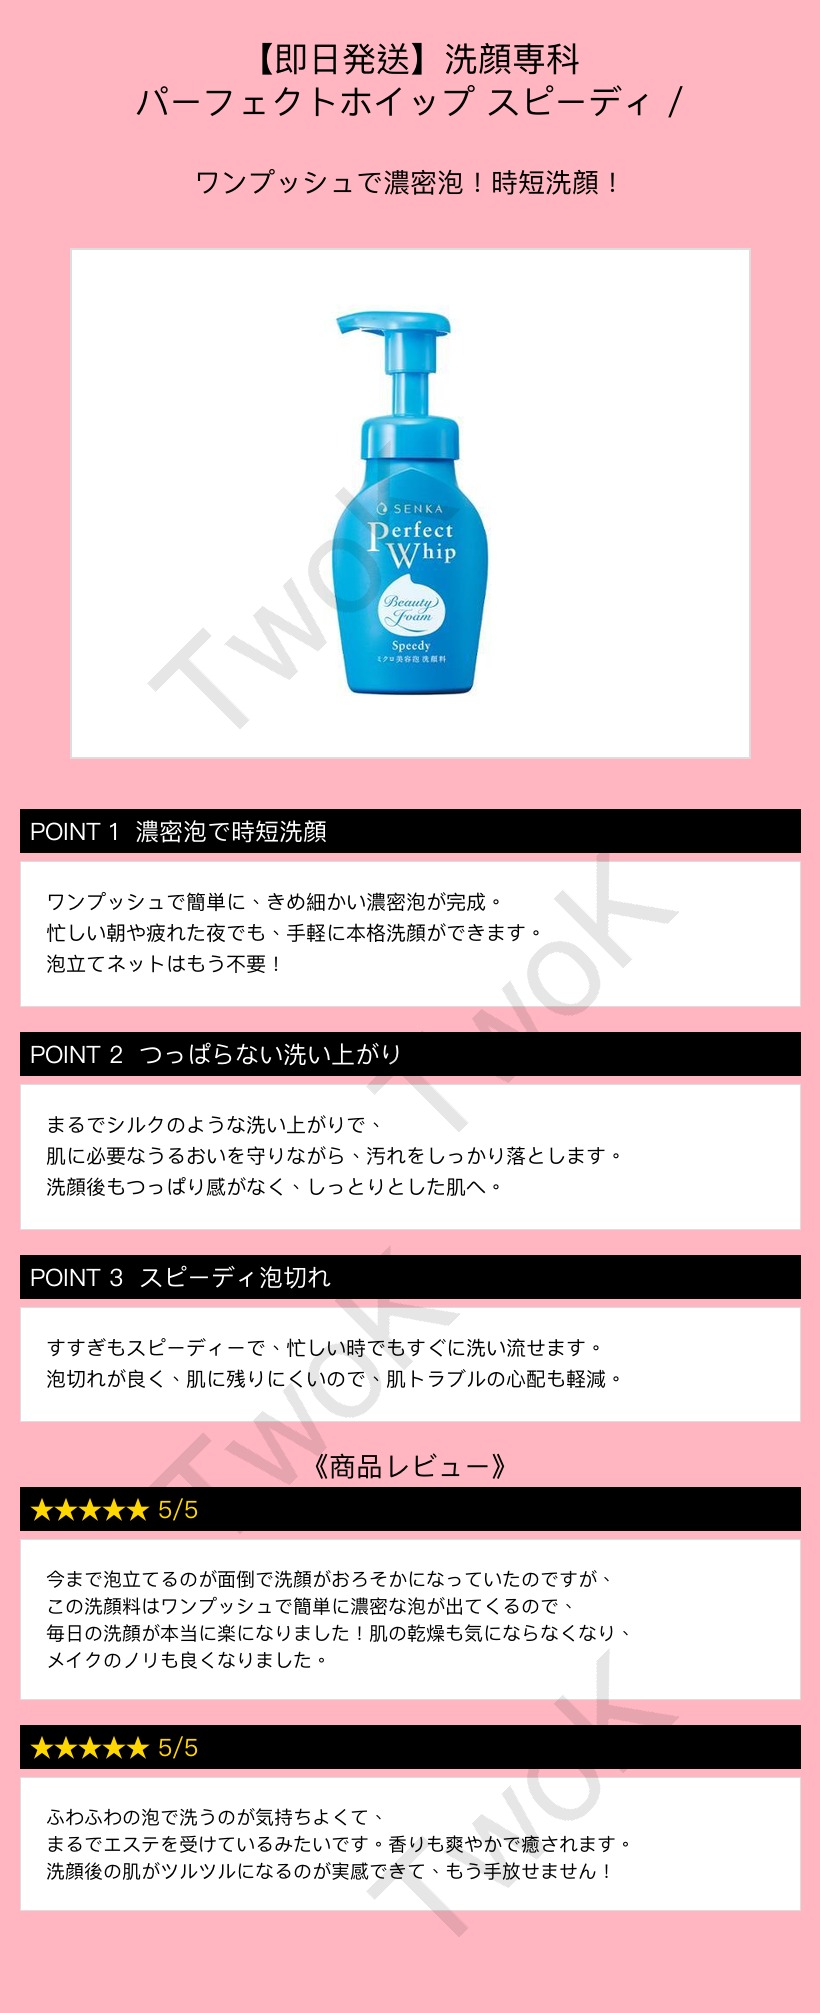 【即日発送】洗顔専科
パーフェクトホイップ スピーディ /
ワンプッシュで濃密泡！時短洗顔！
SENKA
Perfect
Whip
Beauty
Foam
Speedy
ミクロ美容泡 洗顔料
TwoK
POINT 1 濃密泡で時短洗顔
ワンプッシュで簡単に、きめ細かい濃密泡が完成。
忙しい朝や疲れた夜でも、手軽に本格洗顔ができます。
泡立てネットはもう不要！
TwoK
POINT 2 つっぱらない洗い上がり
まるでシルクのような洗い上がりで、
肌に必要なうるおいを守りながら、汚れをしっかり落とします。
洗顔後もつっぱり感がなく、しっとりとした肌へ。
POINT 3 スピーディ泡切れ
すすぎもスピーディーで、忙しい時でもすぐに洗い流せます。
泡切れが良く、肌に残りにくいので、肌トラブルの心配も軽減。
TwoK
《商品レビュー》
★★★★★ 5/5
今まで泡立てるのが面倒で洗顔がおろそかになっていたのですが、
この洗顔料はワンプッシュで簡単に濃密な泡が出てくるので、
毎日の洗顔が本当に楽になりました！肌の乾燥も気にならなくなり、
メイクのノリも良くなりました。
★★★★★ 5/5
ふわふわの泡で洗うのが気持ちよくて、
まるでエステを受けているみたいです。香りも爽やかで癒されます。
洗顔後の肌がツルツルになるのが実感できて、もう手放せません！
TwoK